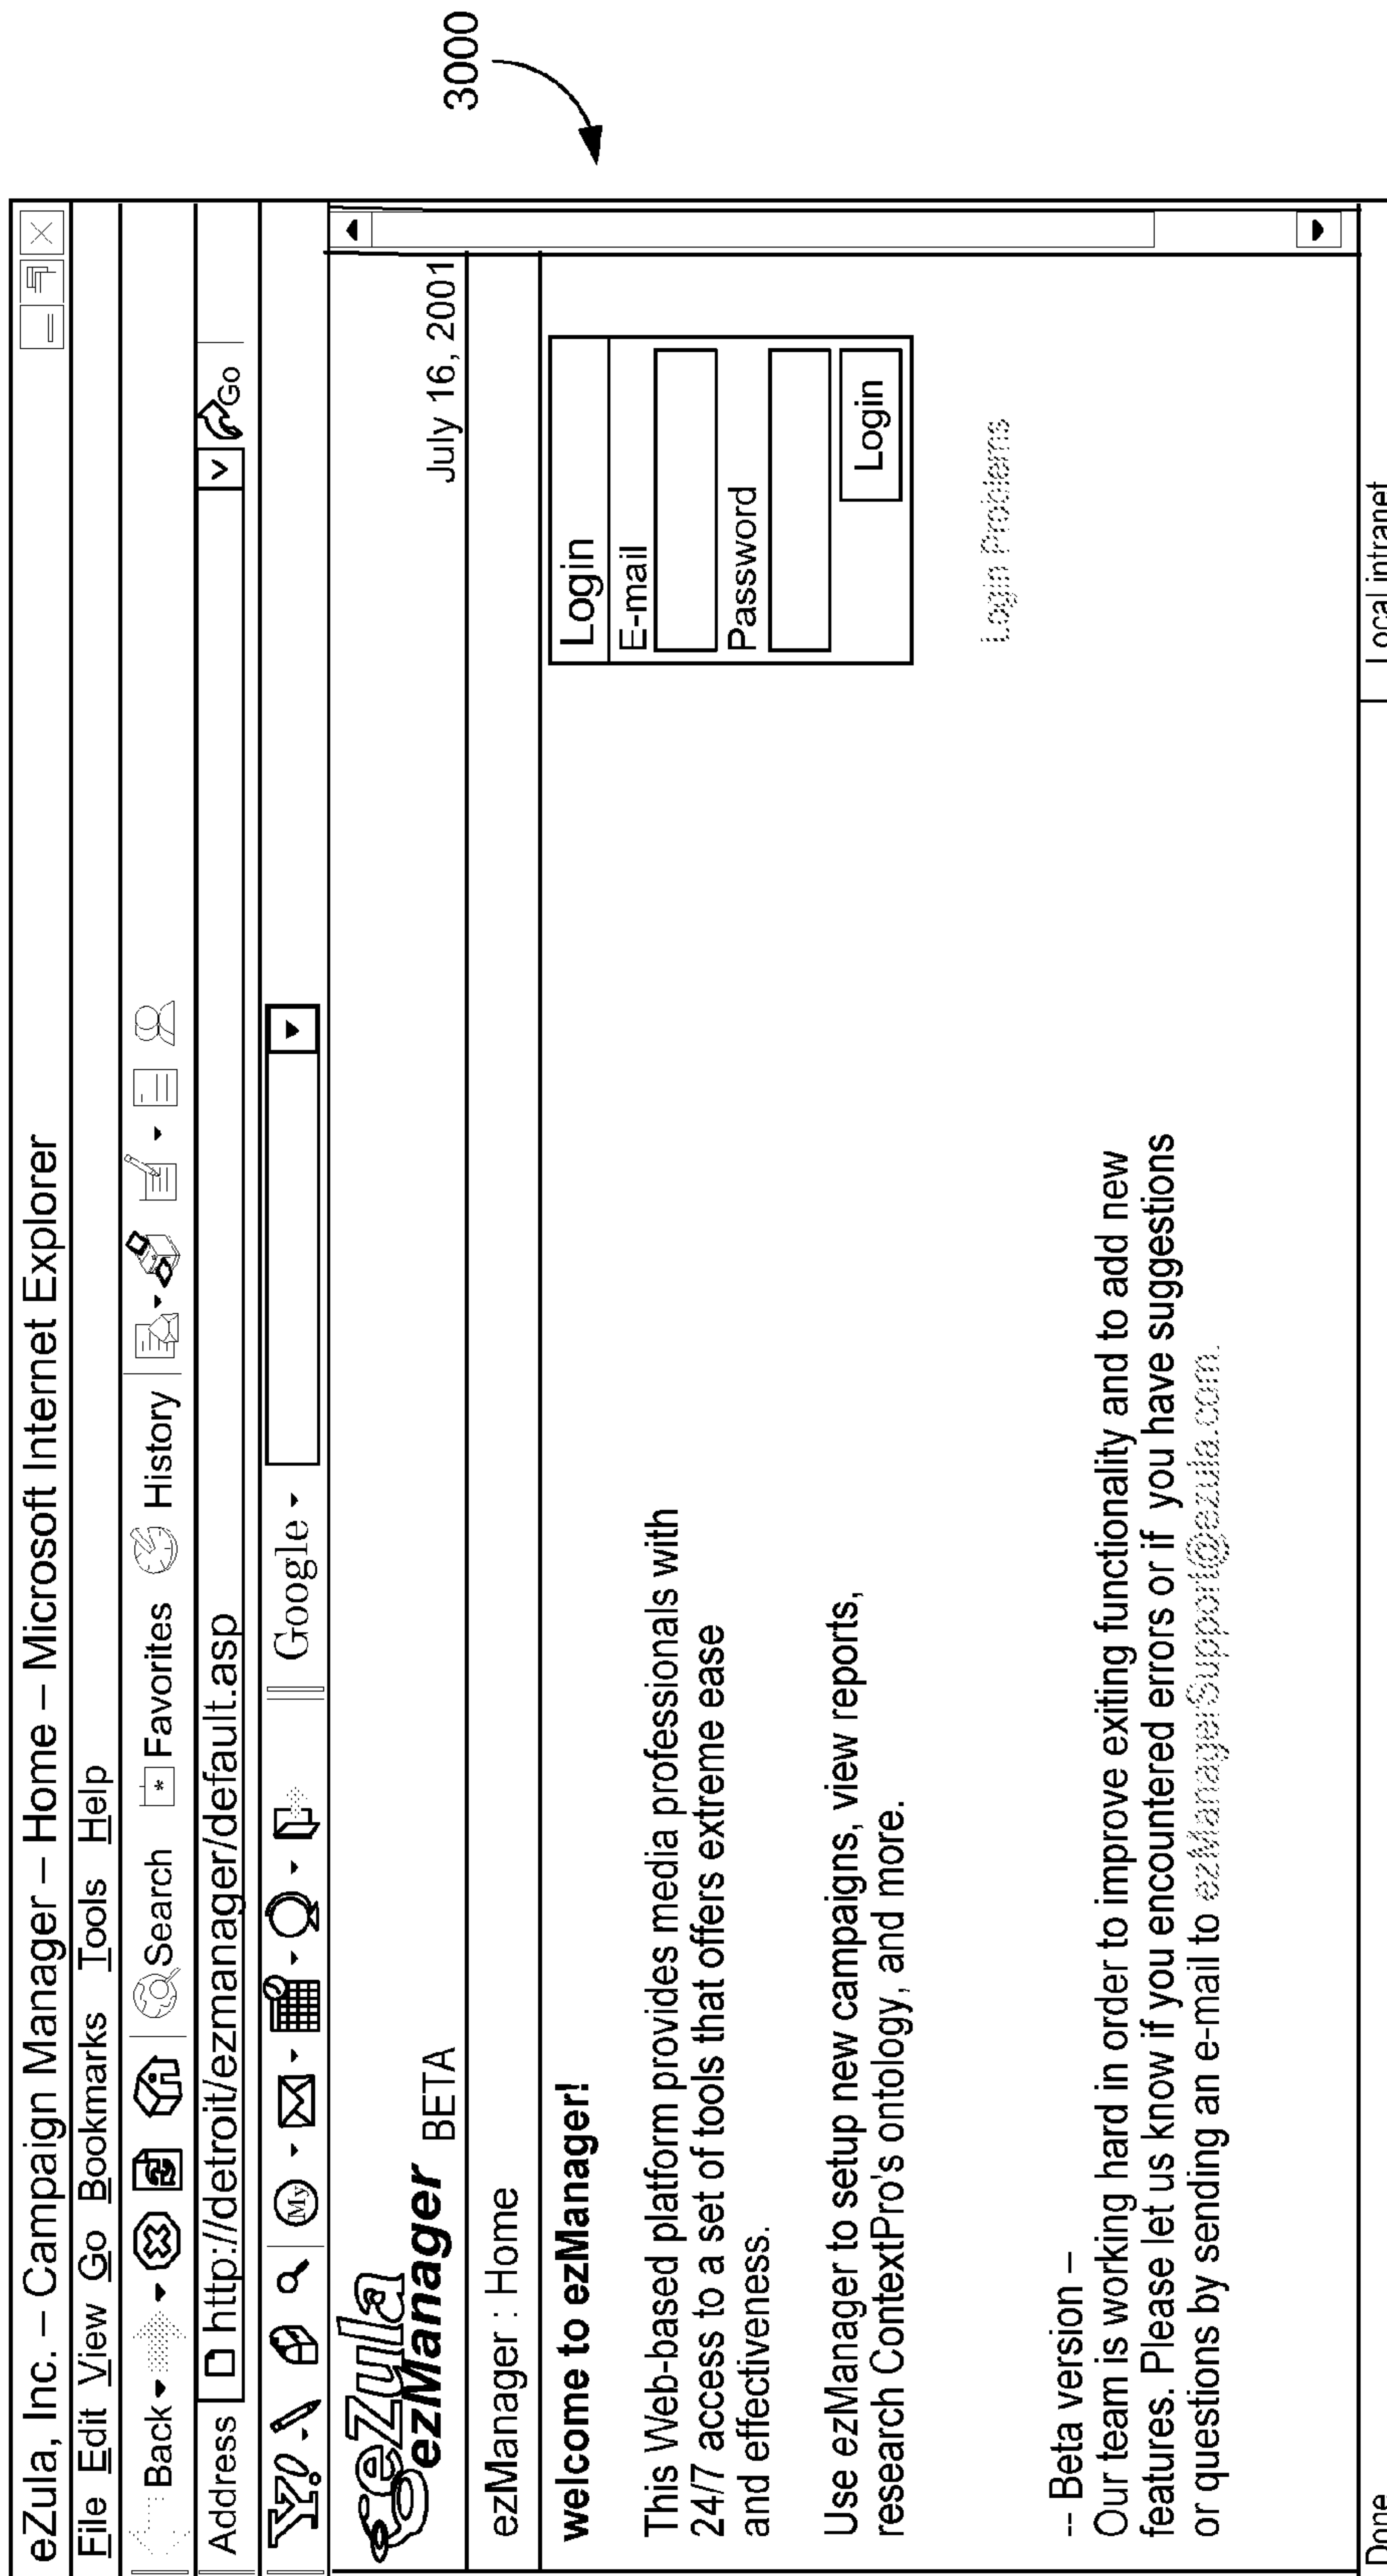 3000
eZula, Inc. – Campaign Manager – Home – Microsoft Internet Explorer
File Edit View Go Bookmarks Tools Help
Back Search Favorites History
Address http://detroit/ezmanager/default.asp Go
Y! My Google
eZula
ezManager BETA July 16, 2001
ezManager : Home
welcome to ezManager!
This Web-based platform provides media professionals with
24/7 access to a set of tools that offers extreme ease
and effectiveness.
Use ezManager to setup new campaigns, view reports,
research ContextPro's ontology, and more.
Login
E-mail
Password
Login
Login Problems
-- Beta version –
Our team is working hard in order to improve exiting functionality and to add new
features. Please let us know if you encountered errors or if you have suggestions
or questions by sending an e-mail to ezManagerSupport@ezula.com.
Done Local intranet